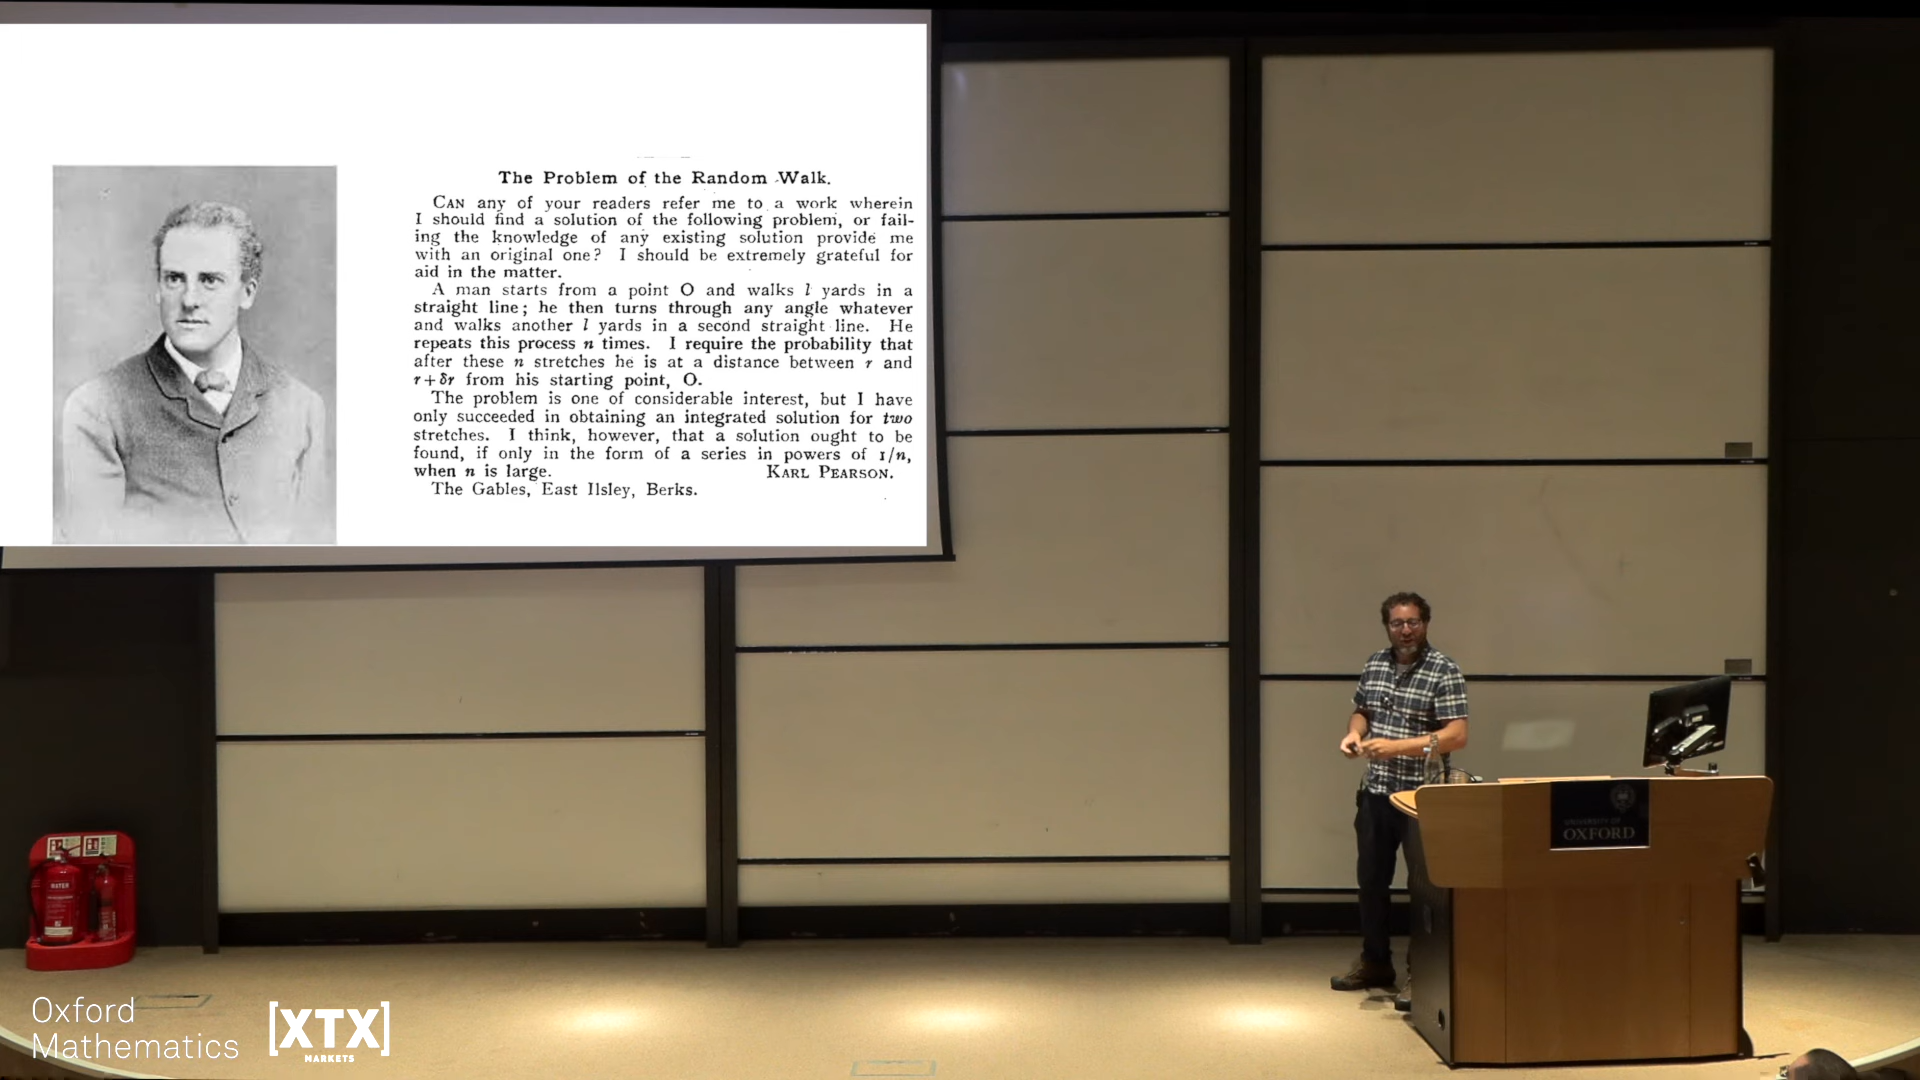 The Problem of the Random Walk.
CAN any of your readers refer me to a work wherein
I should find a solution of the following problem, or fail-
ing the knowledge of any existing solution provide me
with an original one? I should be extremely grateful for
aid in the matter.
A man starts from a point O and walks l yards in a
straight line; he then turns through any angle whatever
and walks another l yards in a second straight line. He
repeats this process n times. I require the probability that
after these n stretches he is at a distance between r and
r+δr from his starting point, O.
The problem is one of considerable interest, but I have
only succeeded in obtaining an integrated solution for two
stretches. I think, however, that a solution ought to be
found, if only in the form of a series in powers of 1/n,
when n is large. KARL PEARSON.
The Gables, East Ilsley, Berks.
UNIVERSITY OF
OXFORD
WATER
Oxford
Mathematics
[XTX]
MARKETS